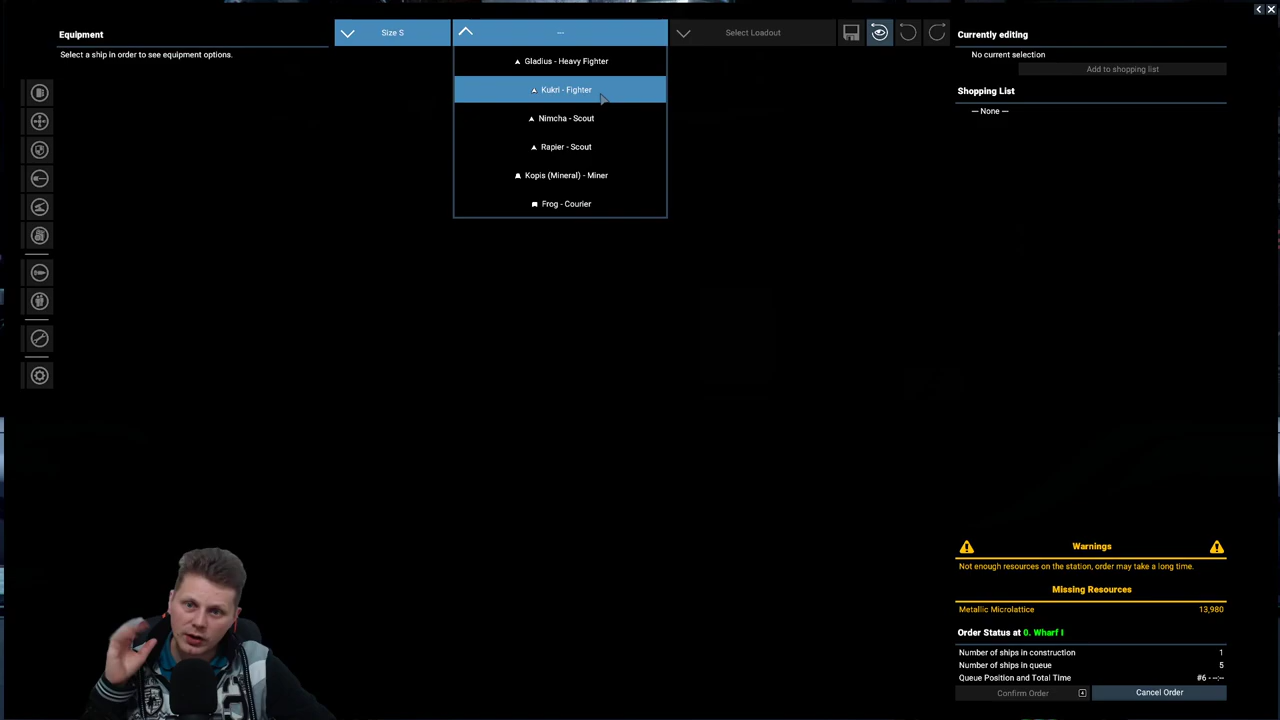 Equipment
Select a ship in order to see equipment options.
Size S
---
Select Loadout
Gladius - Heavy Fighter
Kukri - Fighter
Nimcha - Scout
Rapier - Scout
Kopis (Mineral) - Miner
Frog - Courier
Currently editing
No current selection
Add to shopping list
Shopping List
— None —
Warnings
Not enough resources on the station, order may take a long time.
Missing Resources
Metallic Microlattice 13,980
Order Status at 0. Wharf I
Number of ships in construction 1
Number of ships in queue 5
Queue Position and Total Time #6 - --:--
Confirm Order
Cancel Order